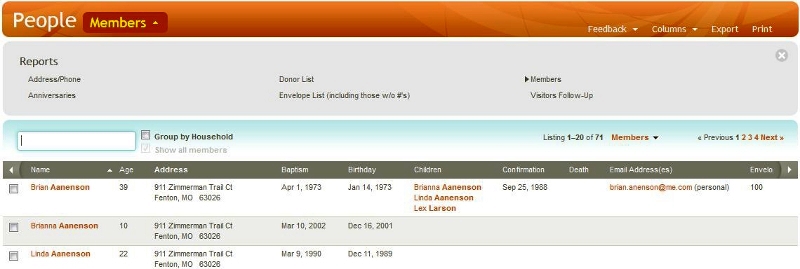 People Members
Feedback Columns Export Print
Reports
Address/Phone Donor List Members
Anniversaries Envelope List (including those w/o #'s) Visitors Follow-Up
Group by Household Listing 1–20 of 71 Members « Previous 1 2 3 4 Next »
Show all members
Name Age Address Baptism Birthday Children Confirmation Death Email Address(es) Envelo
Brian Aanenson 39 911 Zimmerman Trail Ct Apr 1, 1973 Jan 14, 1973 Brianna Aanenson Sep 25, 1988 brian.anenson@me.com (personal) 100
Fenton, MO 63026 Linda Aanenson
Lex Larson
Brianna Aanenson 10 911 Zimmerman Trail Ct Mar 10, 2002 Dec 16, 2001
Fenton, MO 63026
Linda Aanenson 22 911 Zimmerman Trail Ct Mar 9, 1990 Dec 11, 1989
Fenton, MO 63026